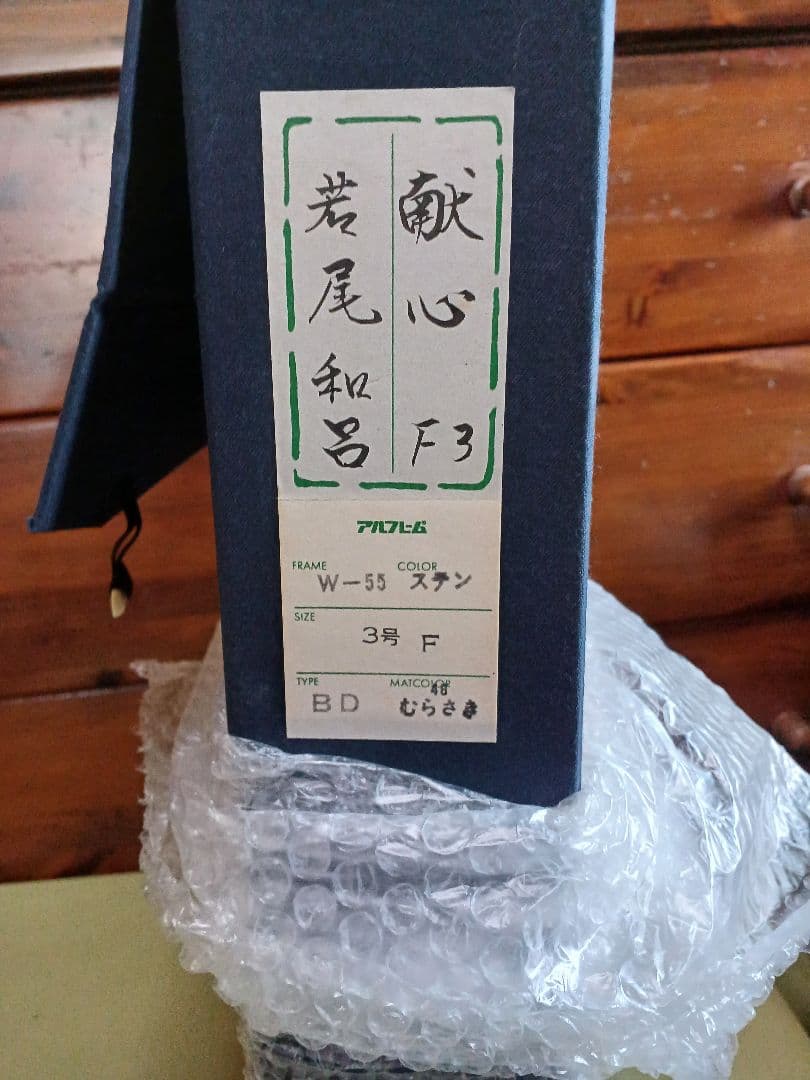 献心 F3
若尾和呂
アルフレーム
FRAME W-55 COLOR ステン
SIZE 3号 F
TYPE BD MATCOLOR 46 むらさき